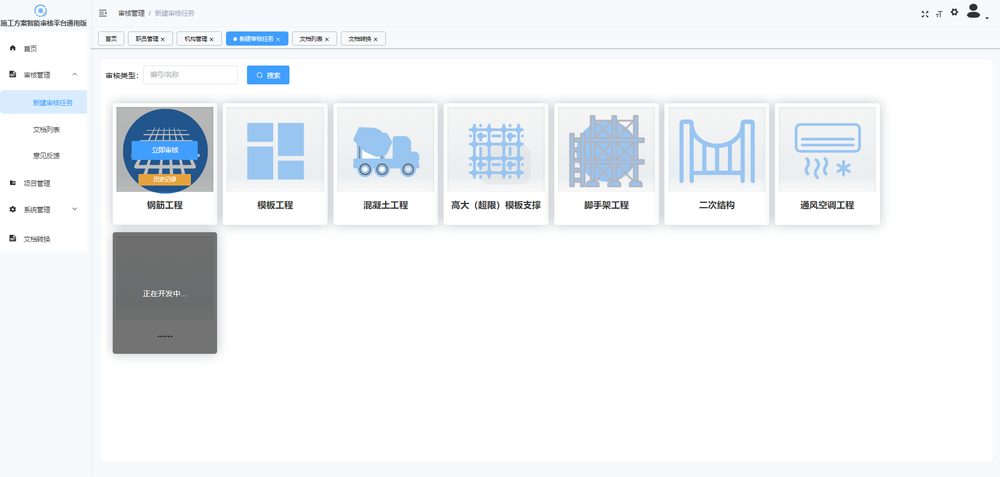 施工方案智能审核平台通用版
首页
审核管理
新建审核任务
文档列表
意见反馈
项目管理
系统管理
文档转换
审核管理 / 新建审核任务
首页
职员管理 ×
机构管理 ×
新建审核任务 ×
文档列表 ×
文档转换 ×
审核类型: 编号/名称 搜索
立即审核
历史记录
钢筋工程
模板工程
混凝土工程
高大（超限）模板支撑
脚手架工程
二次结构
通风空调工程
正在开发中...
......